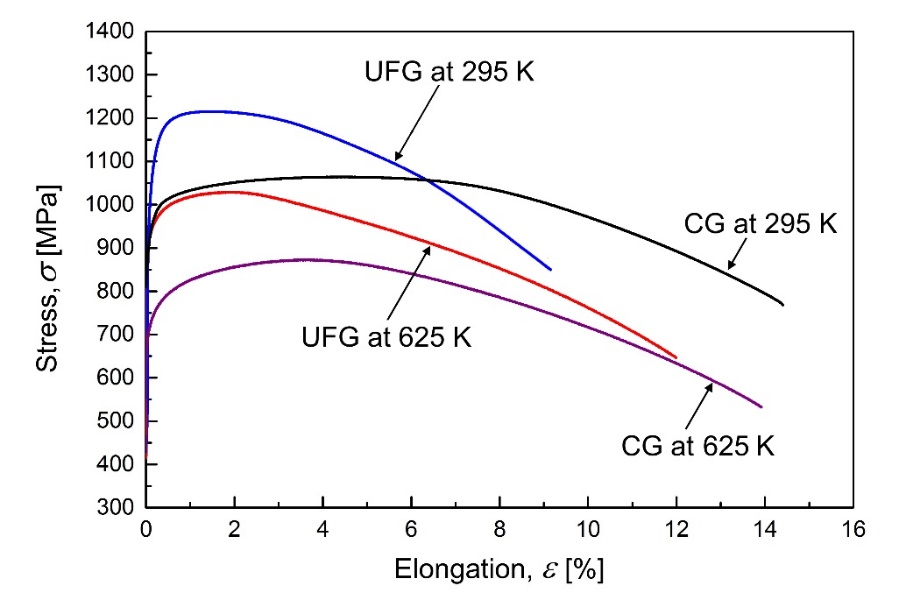 1400
1300
1200
1100
1000
900
800
700
600
500
400
300
Stress, σ [MPa]
UFG at 295 K
CG at 295 K
UFG at 625 K
CG at 625 K
0 2 4 6 8 10 12 14 16
Elongation, ε [%]